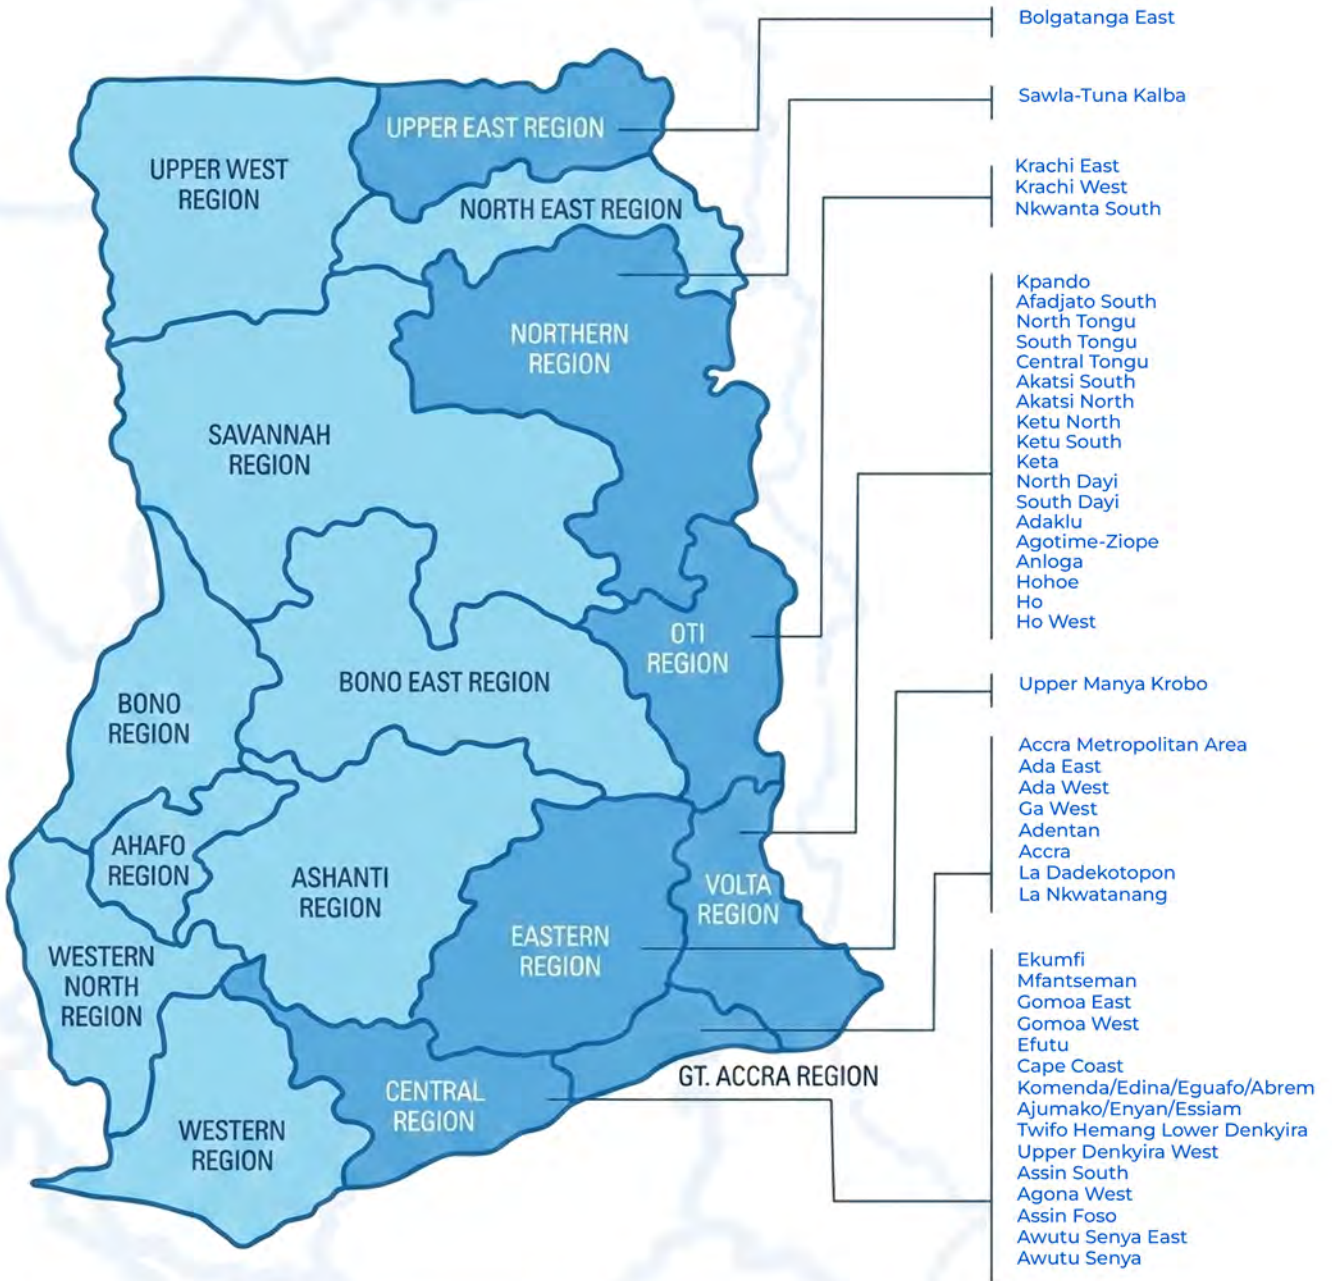 UPPER EAST REGION
UPPER WEST
REGION
NORTH EAST REGION
NORTHERN
REGION
SAVANNAH
REGION
OTI
REGION
BONO EAST REGION
BONO
REGION
AHAFO
REGION
ASHANTI
REGION
VOLTA
REGION
EASTERN
REGION
WESTERN
NORTH
REGION
GT. ACCRA REGION
CENTRAL
REGION
WESTERN
REGION
Bolgatanga East
Sawla-Tuna Kalba
Krachi East
Krachi West
Nkwanta South
Kpando
Afadjato South
North Tongu
South Tongu
Central Tongu
Akatsi South
Akatsi North
Ketu North
Ketu South
Keta
North Dayi
South Dayi
Adaklu
Agotime-Ziope
Anloga
Hohoe
Ho
Ho West
Upper Manya Krobo
Accra Metropolitan Area
Ada East
Ada West
Ga West
Adentan
Accra
La Dadekotopon
La Nkwatanang
Ekumfi
Mfantseman
Gomoa East
Gomoa West
Efutu
Cape Coast
Komenda/Edina/Eguafo/Abrem
Ajumako/Enyan/Essiam
Twifo Hemang Lower Denkyira
Upper Denkyira West
Assin South
Agona West
Assin Foso
Awutu Senya East
Awutu Senya